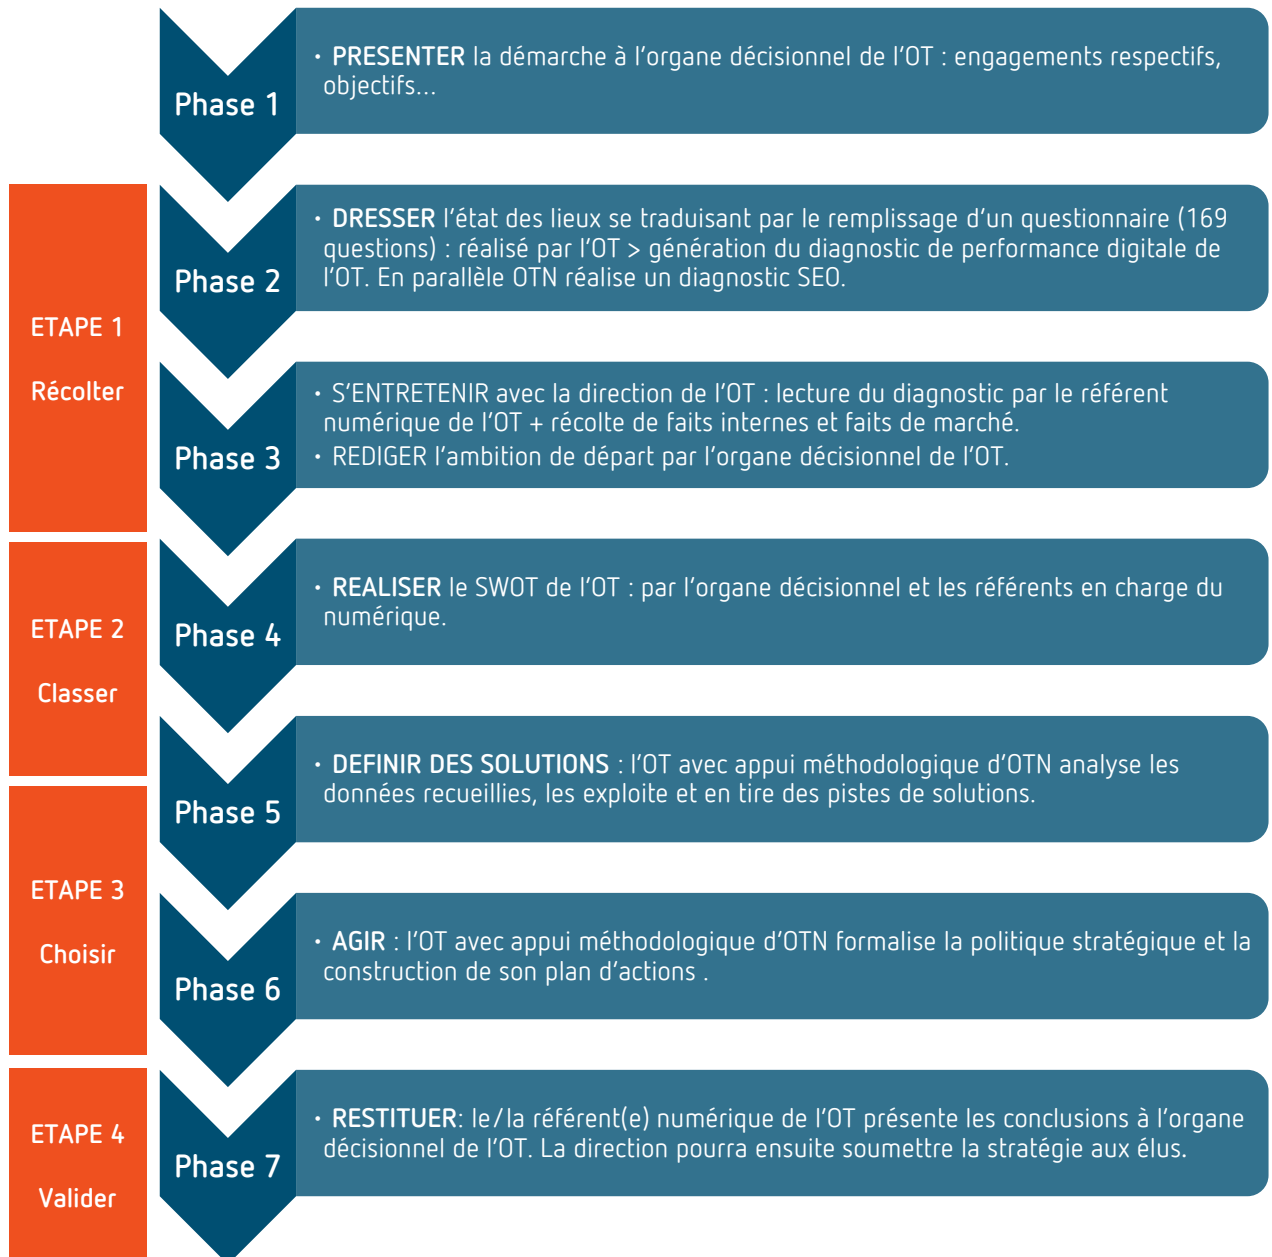 Phase 1
· PRESENTER la démarche à l’organe décisionnel de l’OT : engagements respectifs,
objectifs…
ETAPE 1
Récolter
Phase 2
· DRESSER l’état des lieux se traduisant par le remplissage d’un questionnaire (169
questions) : réalisé par l’OT > génération du diagnostic de performance digitale de
l’OT. En parallèle OTN réalise un diagnostic SEO.
Phase 3
· S’ENTRETENIR avec la direction de l’OT : lecture du diagnostic par le référent
numérique de l’OT + récolte de faits internes et faits de marché.
· REDIGER l’ambition de départ par l’organe décisionnel de l’OT.
ETAPE 2
Classer
Phase 4
· REALISER le SWOT de l’OT : par l’organe décisionnel et les référents en charge du
numérique.
Phase 5
· DEFINIR DES SOLUTIONS : l’OT avec appui méthodologique d’OTN analyse les
données recueillies, les exploite et en tire des pistes de solutions.
ETAPE 3
Choisir
Phase 6
· AGIR : l’OT avec appui méthodologique d’OTN formalise la politique stratégique et la
construction de son plan d’actions .
ETAPE 4
Valider
Phase 7
· RESTITUER: le/la référent(e) numérique de l’OT présente les conclusions à l’organe
décisionnel de l’OT. La direction pourra ensuite soumettre la stratégie aux élus.